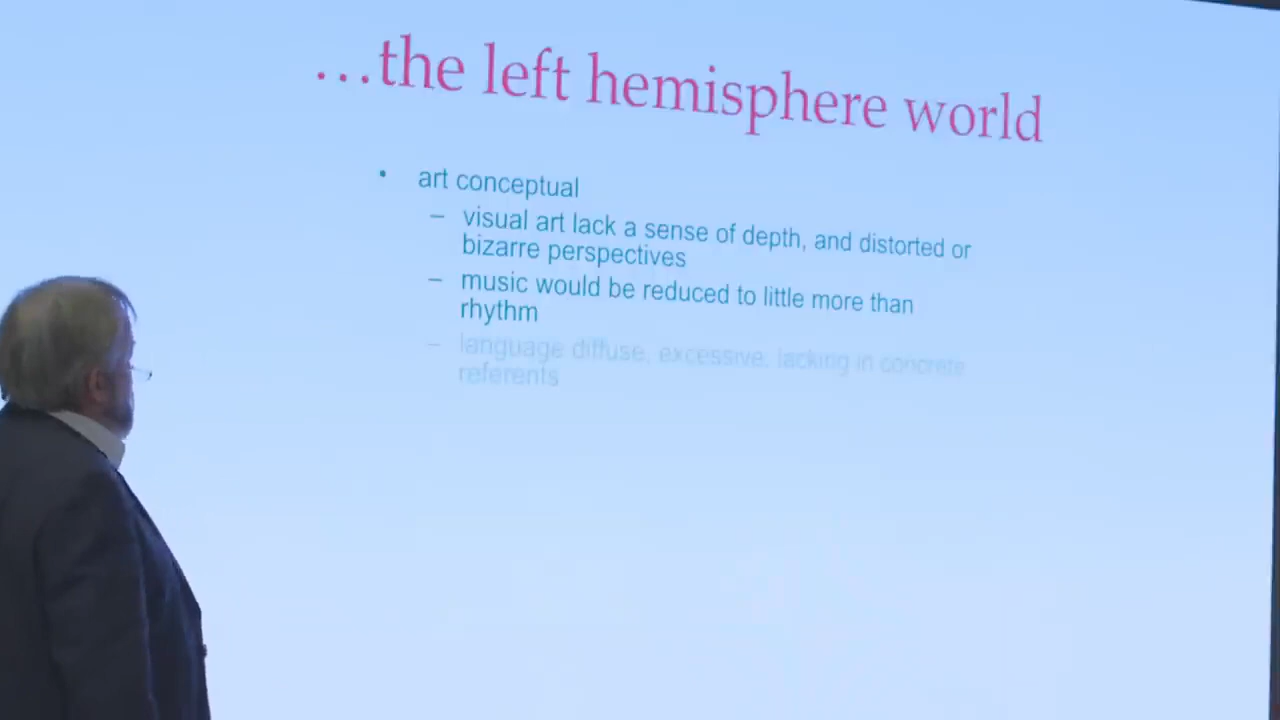 ...the left hemisphere world
• art conceptual
– visual art lack a sense of depth, and distorted or
bizarre perspectives
– music would be reduced to little more than
rhythm
– language diffuse, excessive, lacking in concrete
referents